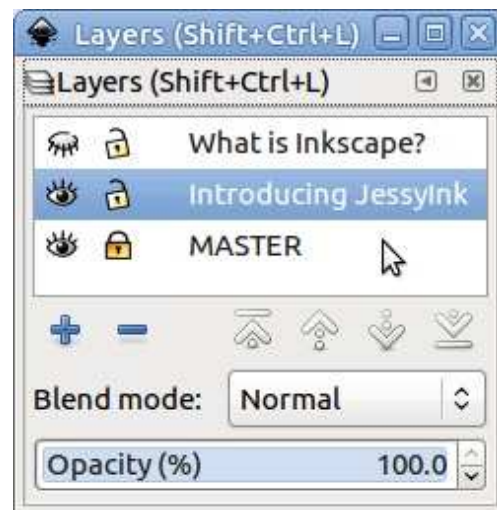 Layers (Shift+Ctrl+L)
Layers (Shift+Ctrl+L)
What is Inkscape?
Introducing JessyInk
MASTER
Blend mode: Normal
Opacity (%) 100.0